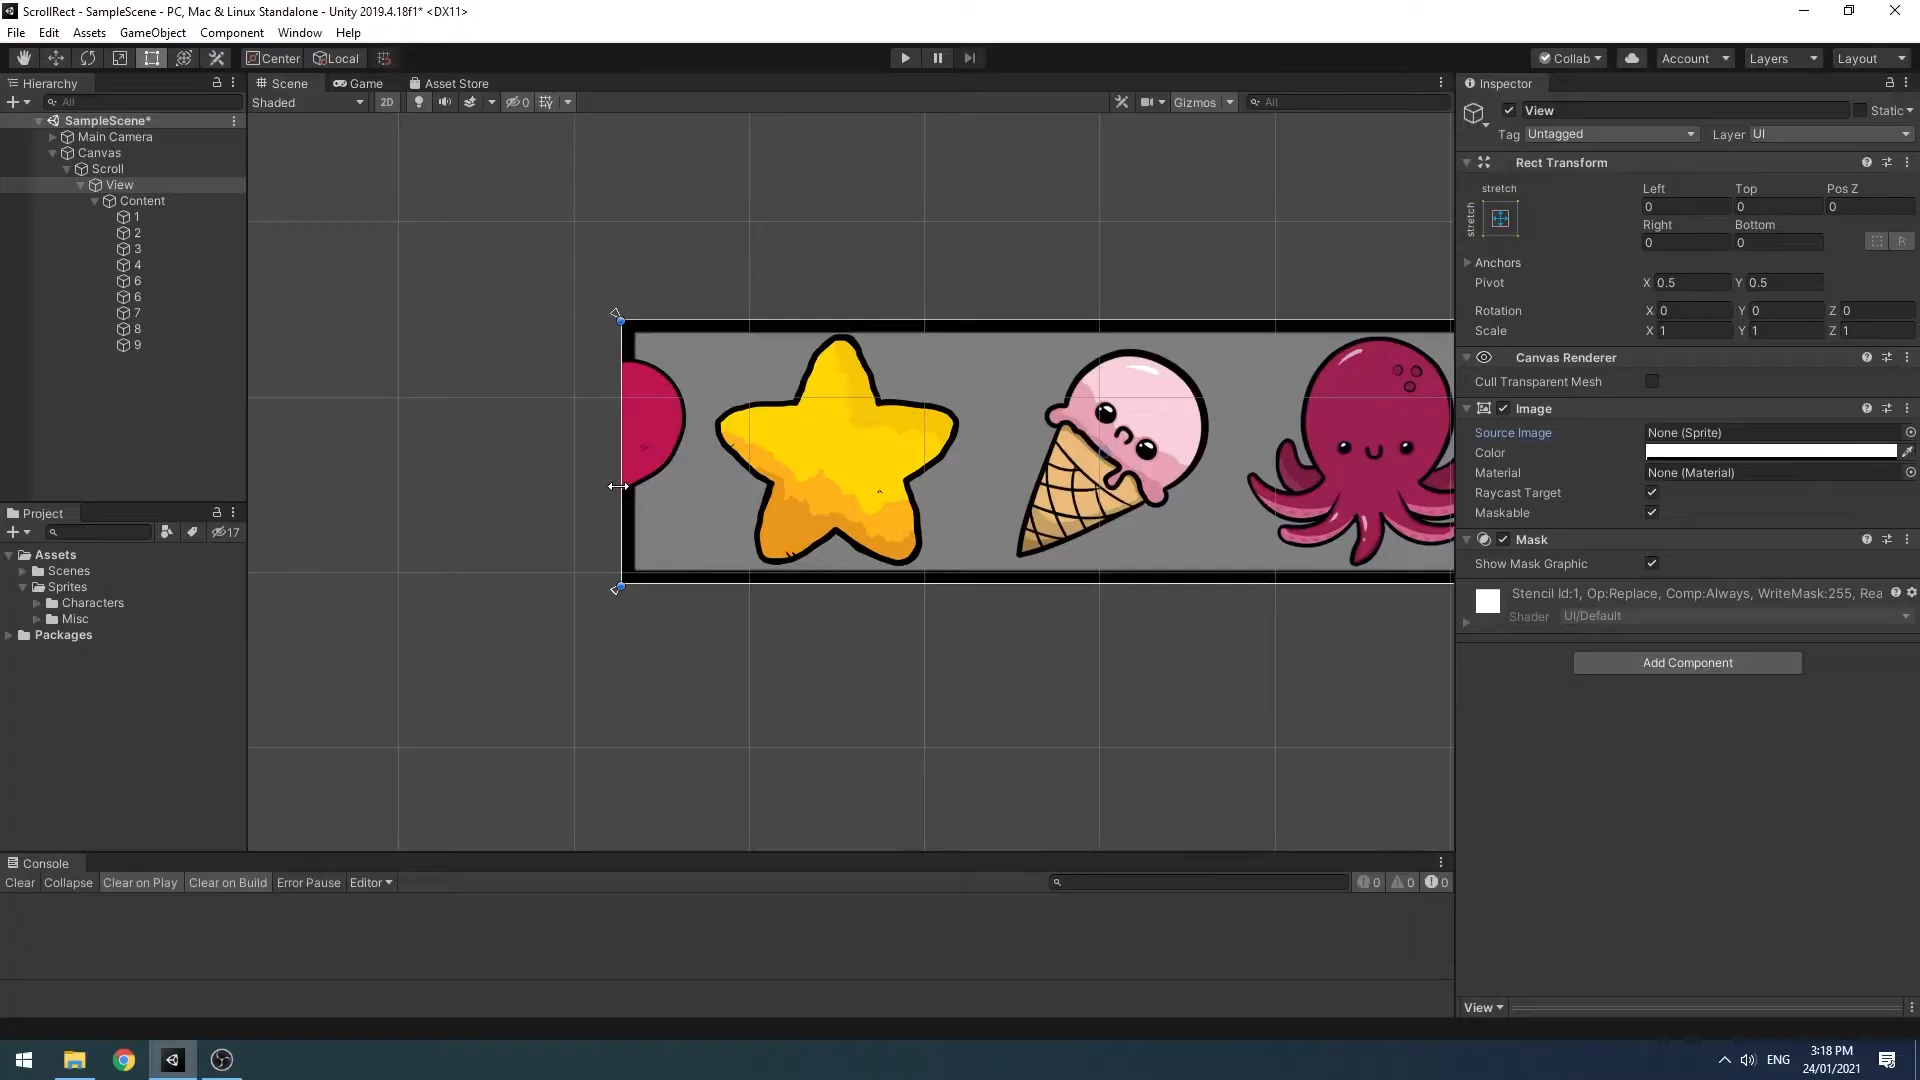 ScrollRect - SampleScene - PC, Mac & Linux Standalone - Unity 2019.4.18f1* <DX11>
File Edit Assets GameObject Component Window Help
Center Local
Collab Account Layers Layout
Hierarchy
All
SampleScene*
Main Camera
Canvas
Scroll
View
Content
1
2
3
4
6
6
7
8
9
Scene Game Asset Store
Shaded 2D 0 Gizmos All
Project
17
Assets
Scenes
Sprites
Characters
Misc
Packages
Console
Clear Collapse Clear on Play Clear on Build Error Pause Editor 0 0 0
Inspector
View Static
Tag Untagged Layer UI
Rect Transform
stretch
stretch
Left Top Pos Z
0 0 0
Right Bottom
0 0 R
Anchors
Pivot X 0.5 Y 0.5
Rotation X 0 Y 0 Z 0
Scale X 1 Y 1 Z 1
Canvas Renderer
Cull Transparent Mesh
Image
Source Image None (Sprite)
Color
Material None (Material)
Raycast Target
Maskable
Mask
Show Mask Graphic
Stencil Id:1, Op:Replace, Comp:Always, WriteMask:255, Rea
Shader UI/Default
Add Component
View
ENG
3:18 PM
24/01/2021